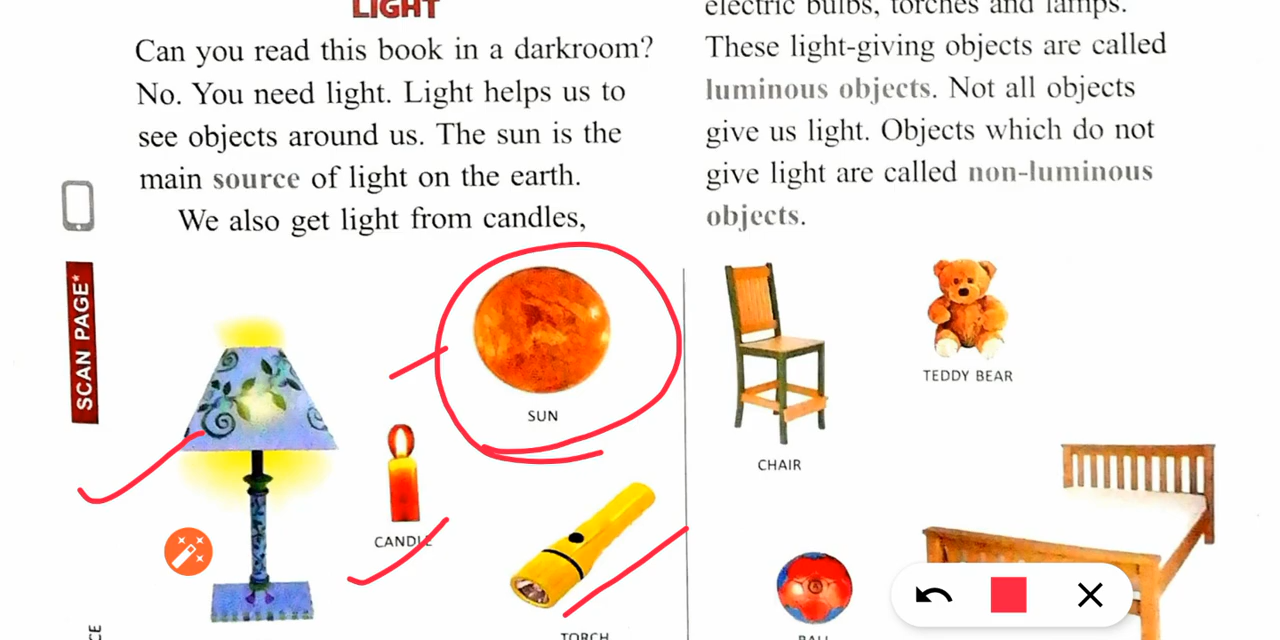 LIGHT
Can you read this book in a darkroom?
No. You need light. Light helps us to
see objects around us. The sun is the
main source of light on the earth.
We also get light from candles,
electric bulbs, torches and lamps.
These light-giving objects are called
luminous objects. Not all objects
give us light. Objects which do not
give light are called non-luminous
objects.
SCAN PAGE*
SUN
CANDLE
TORCH
TEDDY BEAR
CHAIR
BALL